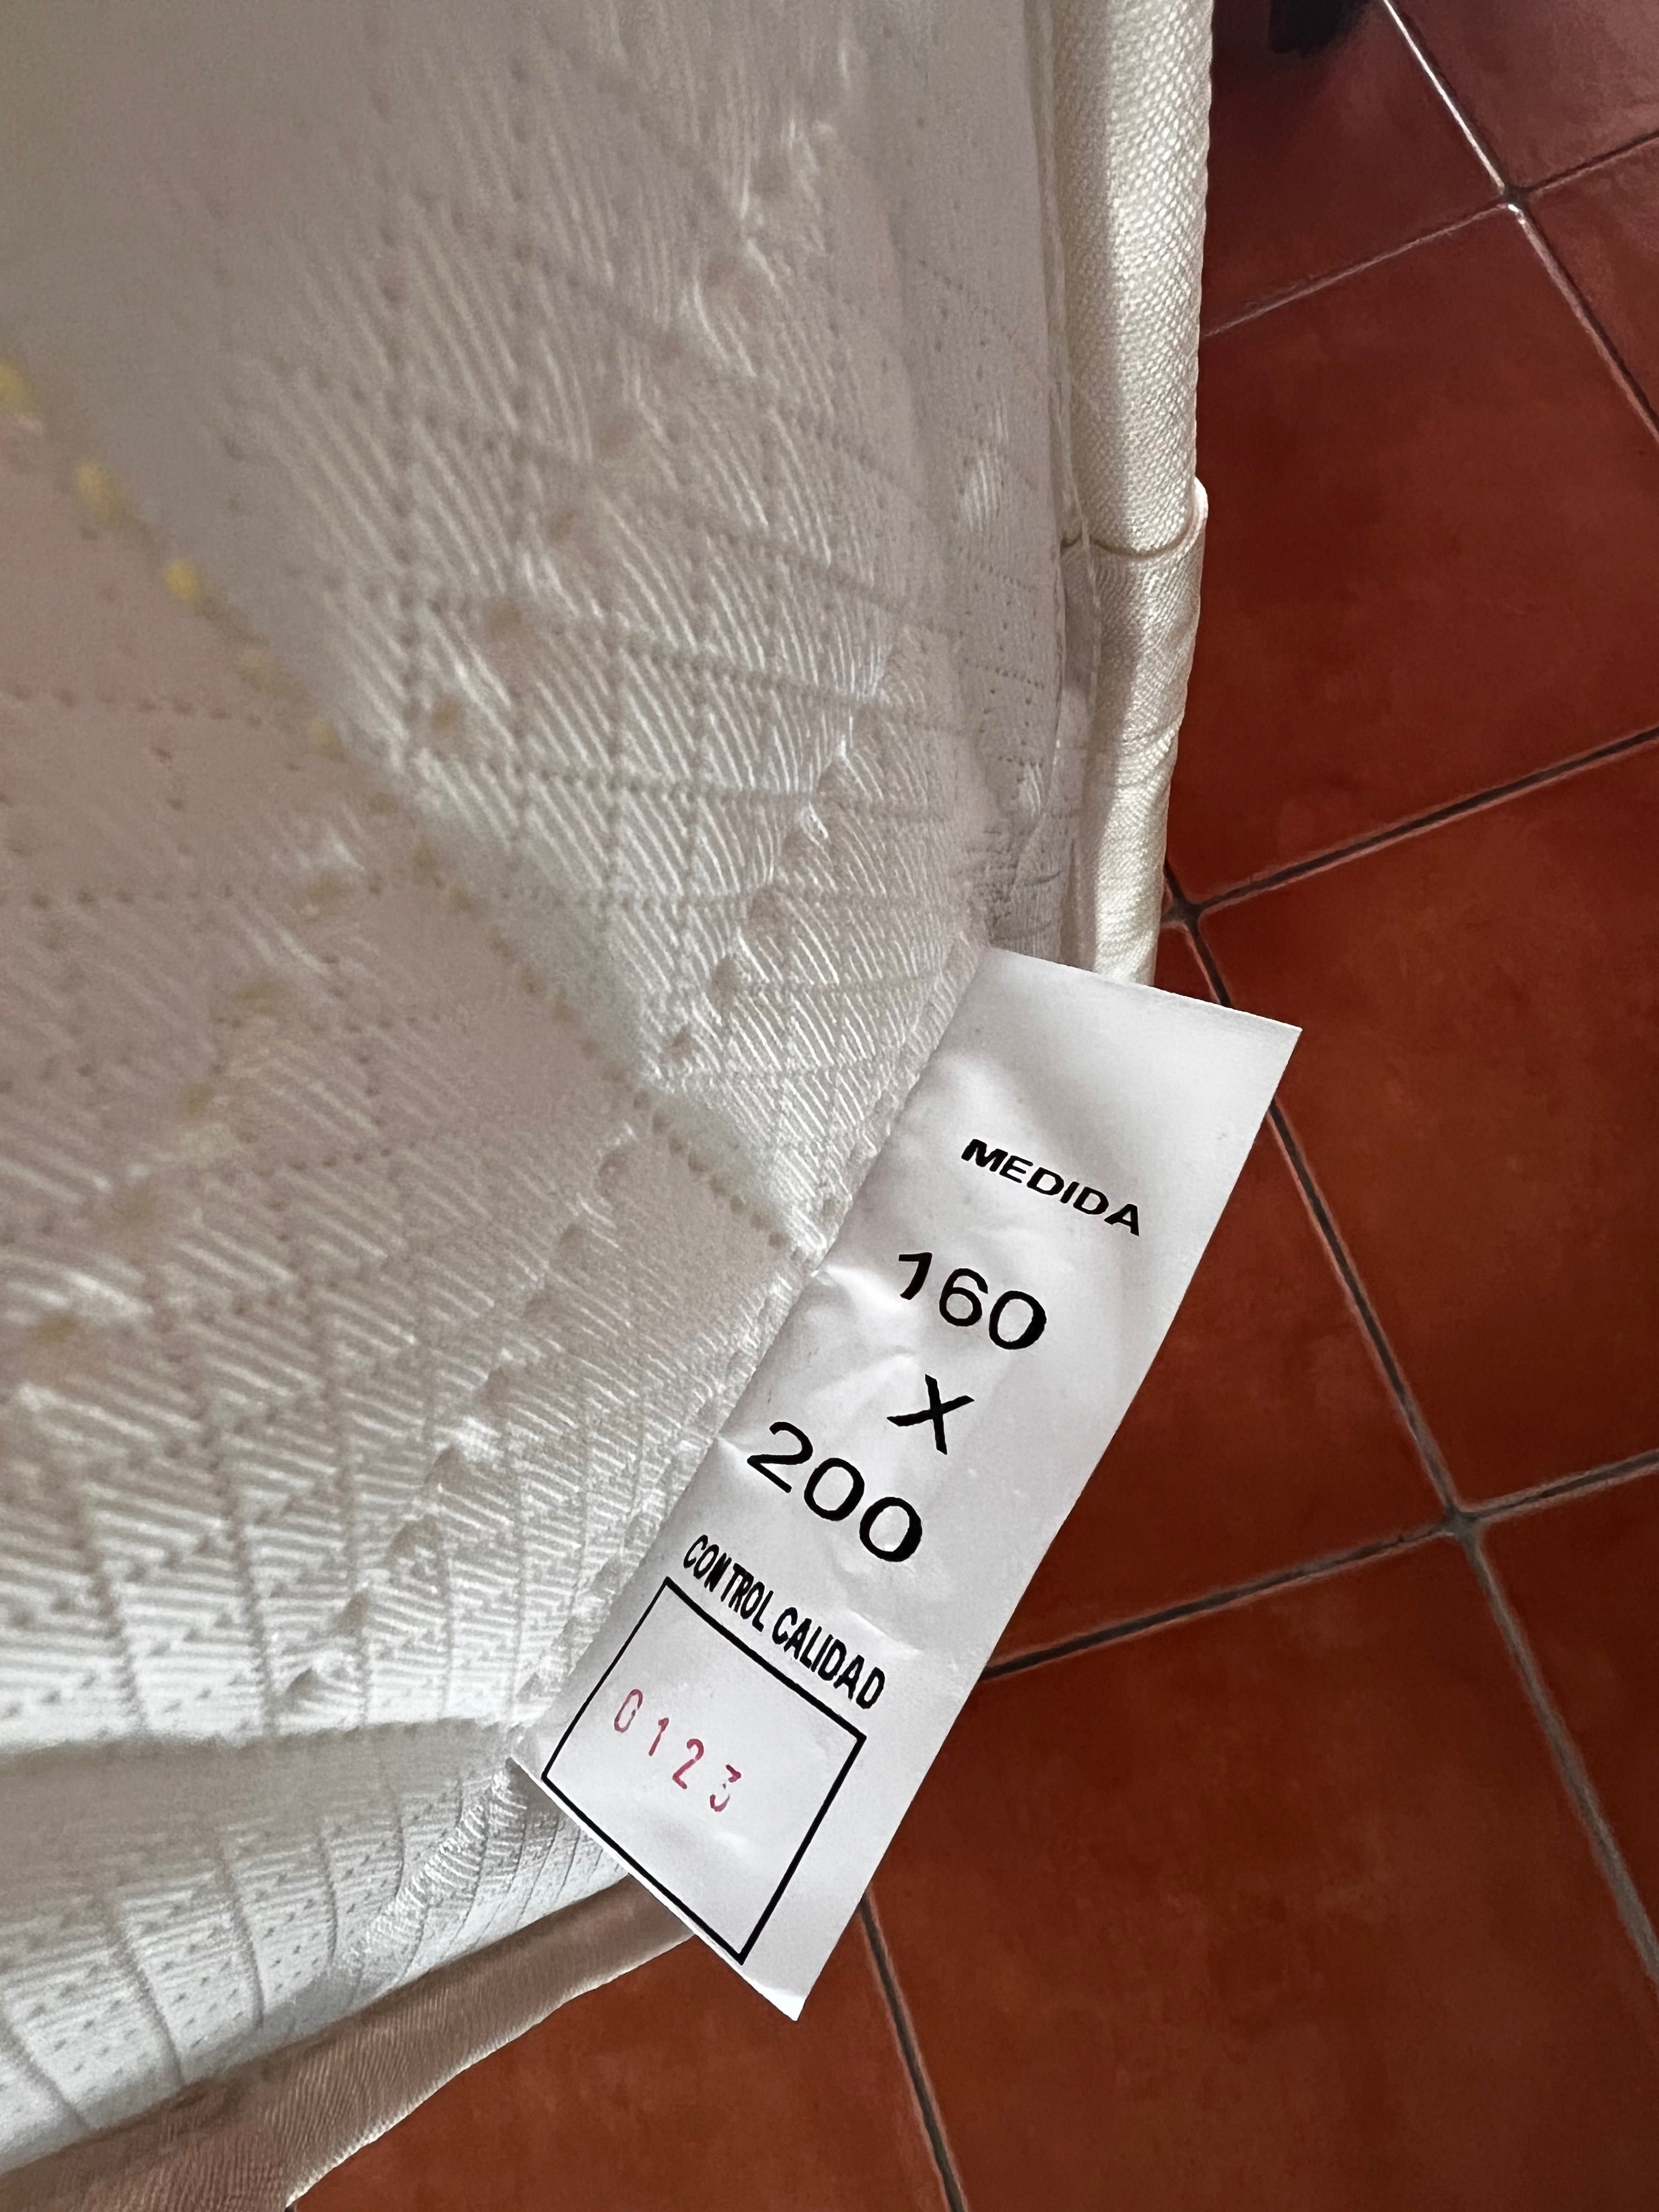 MEDIDA
160
X
200
CONTROL CALIDAD
0123